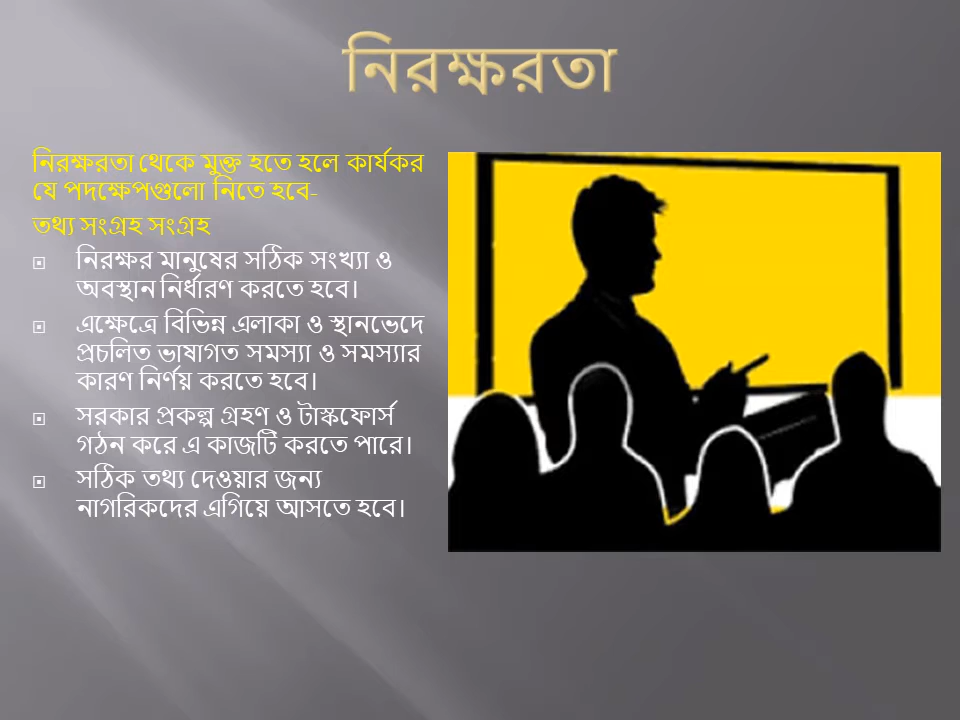 নিরক্ষরতা
নিরক্ষরতা থেকে মুক্ত হতে হলে কার্যকর
যে পদক্ষেপগুলো নিতে হবে-
তথ্য সংগ্রহ সংগ্রহ
নিরক্ষর মানুষের সঠিক সংখ্যা ও
অবস্থান নির্ধারণ করতে হবে।
এক্ষেত্রে বিভিন্ন এলাকা ও স্থানভেদে
প্রচলিত ভাষাগত সমস্যা ও সমস্যার
কারণ নির্ণয় করতে হবে।
সরকার প্রকল্প গ্রহণ ও টাস্কফোর্স
গঠন করে এ কাজটি করতে পারে।
সঠিক তথ্য দেওয়ার জন্য
নাগরিকদের এগিয়ে আসতে হবে।